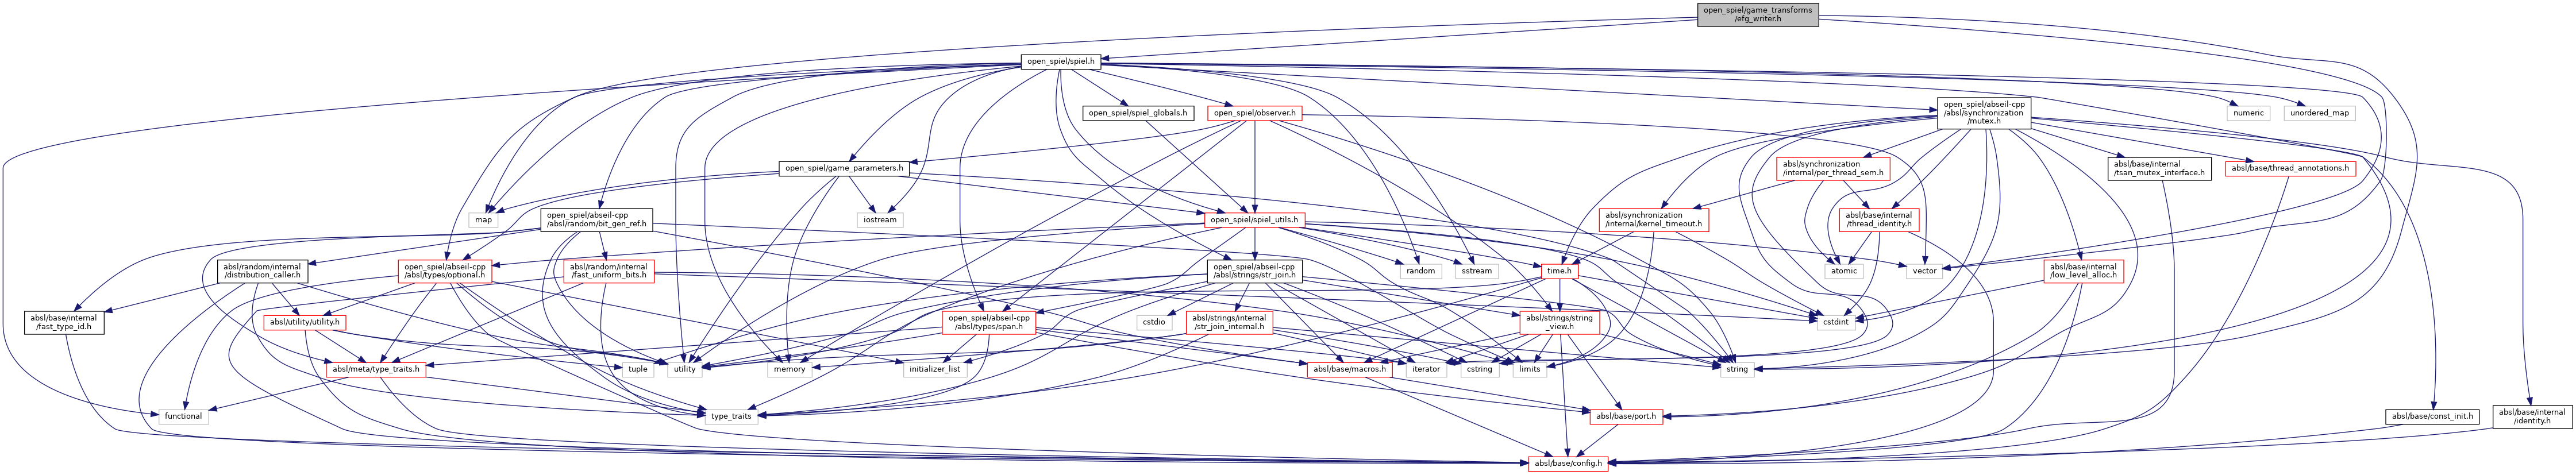 open_spiel/game_transforms
/efg_writer.h
open_spiel/spiel.h
open_spiel/spiel_globals.h
open_spiel/observer.h
open_spiel/abseil-cpp
/absl/synchronization
/mutex.h
numeric
unordered_map
open_spiel/game_parameters.h
absl/synchronization
/internal/per_thread_sem.h
absl/base/internal
/tsan_mutex_interface.h
absl/base/thread_annotations.h
map
open_spiel/abseil-cpp
/absl/random/bit_gen_ref.h
iostream
open_spiel/spiel_utils.h
absl/synchronization
/internal/kernel_timeout.h
absl/base/internal
/thread_identity.h
absl/random/internal
/distribution_caller.h
open_spiel/abseil-cpp
/absl/types/optional.h
absl/random/internal
/fast_uniform_bits.h
open_spiel/abseil-cpp
/absl/strings/str_join.h
random
sstream
time.h
atomic
vector
absl/base/internal
/low_level_alloc.h
absl/base/internal
/fast_type_id.h
absl/utility/utility.h
open_spiel/abseil-cpp
/absl/types/span.h
cstdio
absl/strings/internal
/str_join_internal.h
absl/strings/string
_view.h
cstdint
absl/meta/type_traits.h
tuple
utility
memory
initializer_list
absl/base/macros.h
iterator
cstring
limits
string
functional
type_traits
absl/base/port.h
absl/base/const_init.h
absl/base/internal
/identity.h
absl/base/config.h